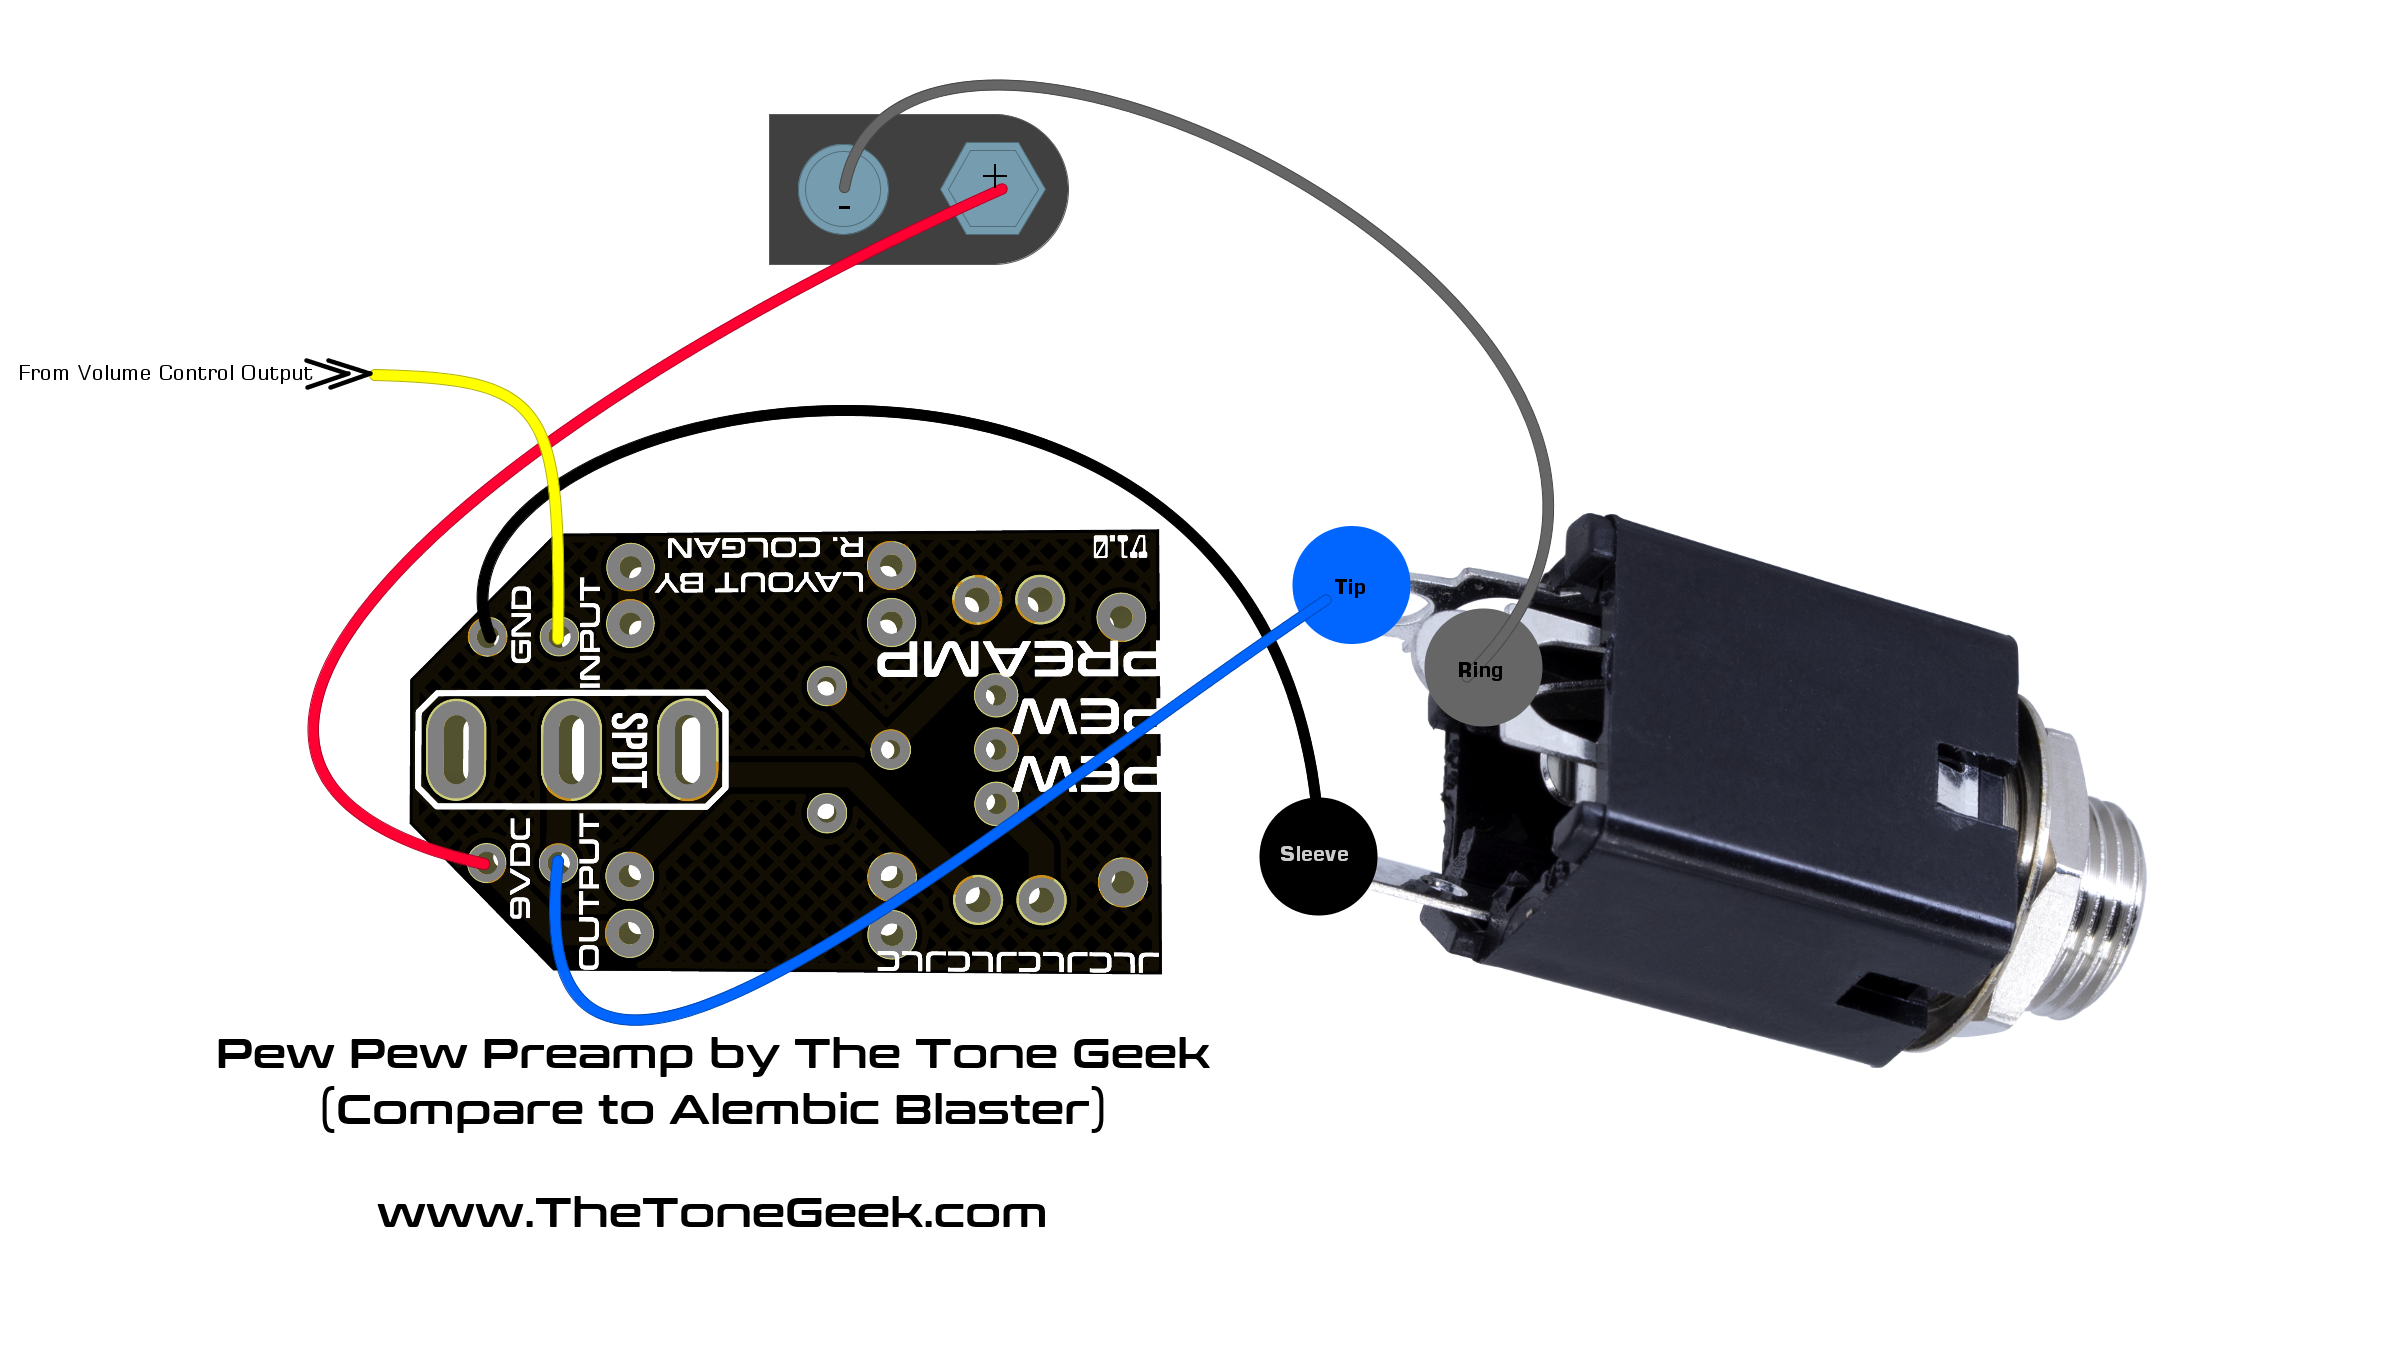 -
+
From Volume Control Output
LAYOUT BY
R. COLGAN
V1.0
GND
INPUT
PREAMP
PEW
PEW
SPDT
9VDC
OUTPUT
JLCJLCJLCJLC
Tip
Ring
Sleeve
Pew Pew Preamp by The Tone Geek
(Compare to Alembic Blaster)
www.TheToneGeek.com